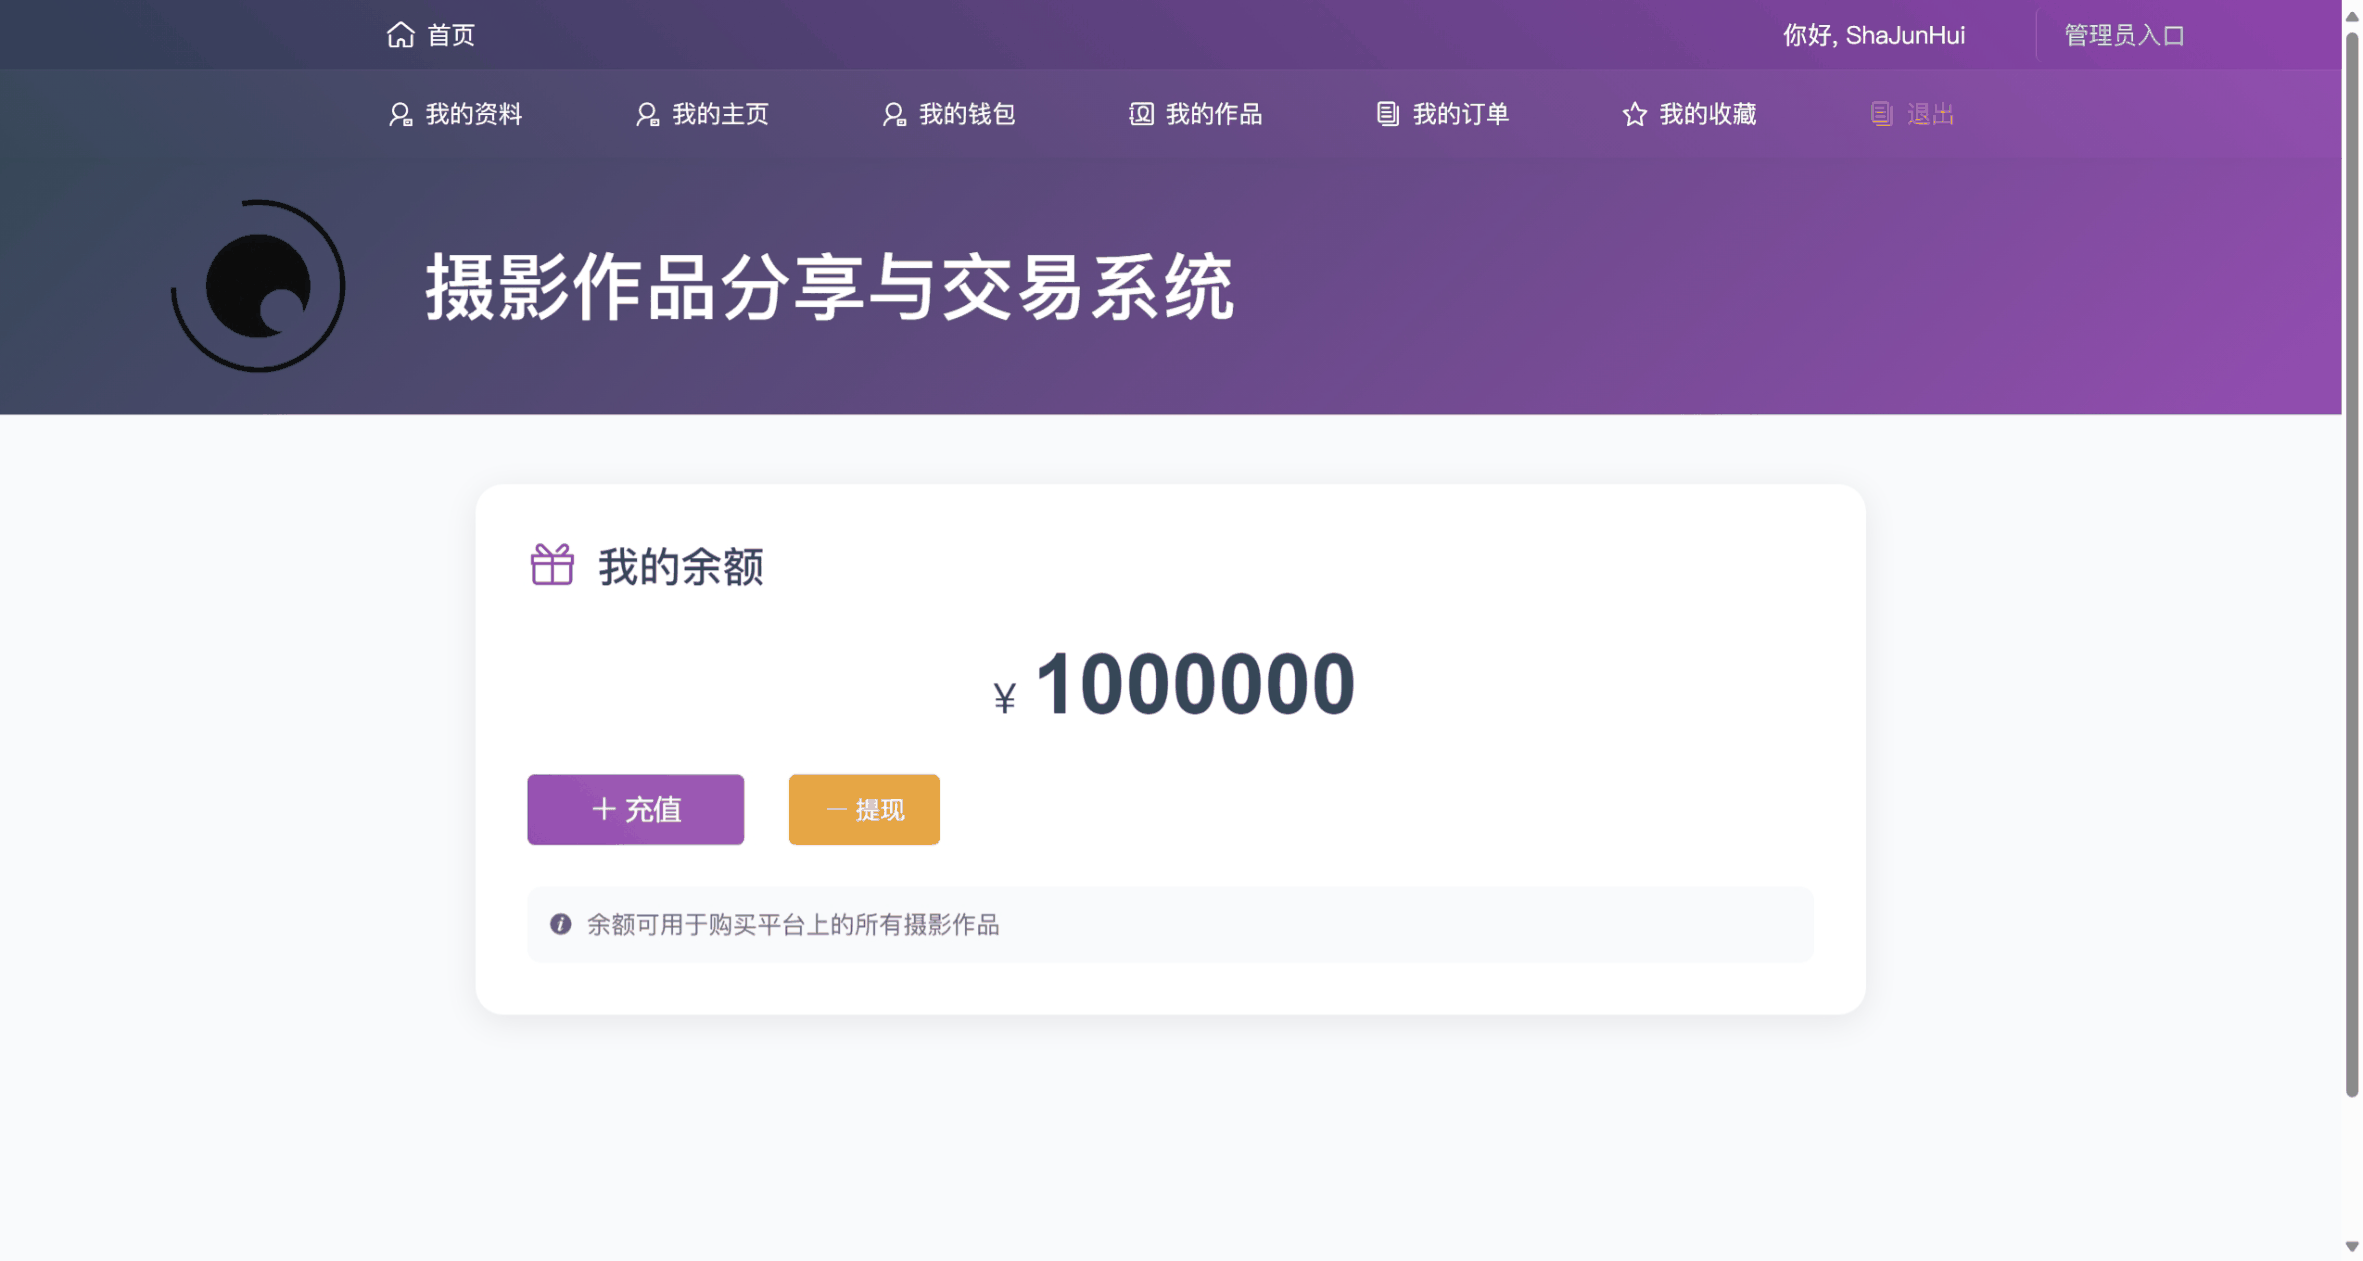 首页
你好, ShaJunHui
管理员入口
我的资料
我的主页
我的钱包
我的作品
我的订单
我的收藏
退出
摄影作品分享与交易系统
我的余额
¥ 1000000
+ 充值
— 提现
余额可用于购买平台上的所有摄影作品